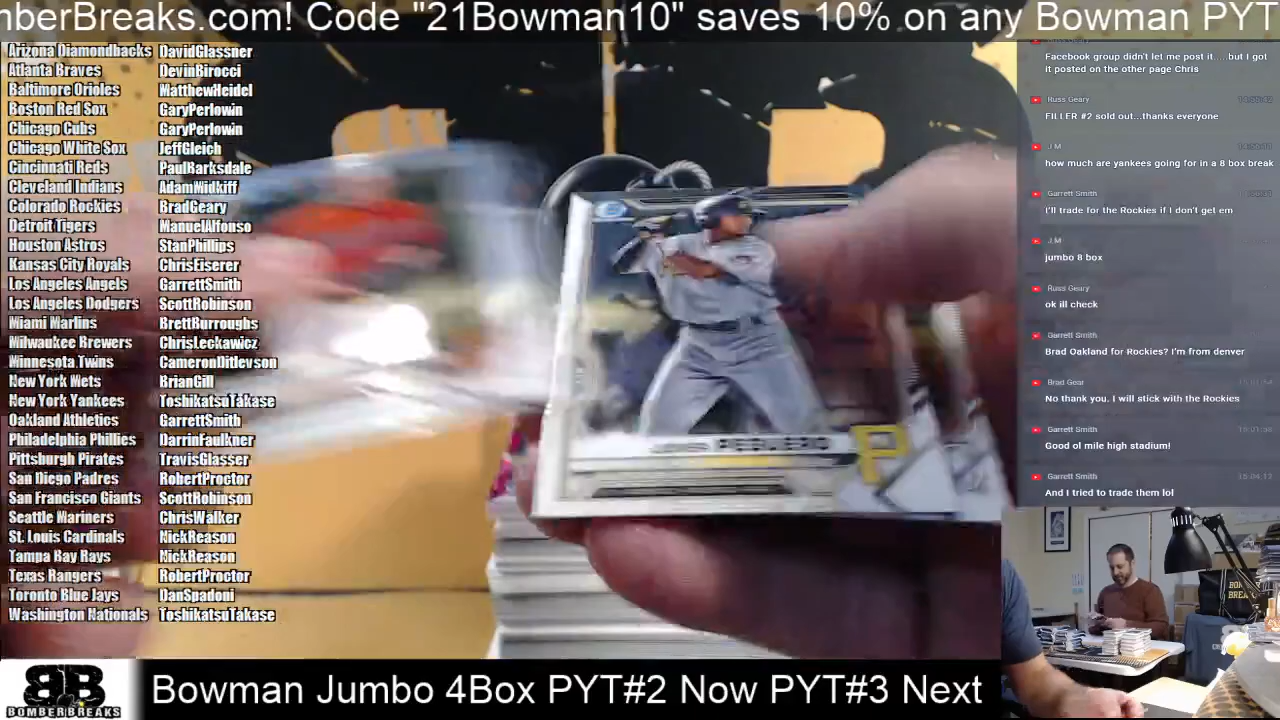 mberBreaks.com! Code "21Bowman10" saves 10% on any Bowman PYT
Arizona Diamondbacks DavidGlassner
Atlanta Braves DevinBirocci
Baltimore Orioles MatthewHeidel
Boston Red Sox GaryPerlowin
Chicago Cubs GaryPerlowin
Chicago White Sox JeffGleich
Cincinnati Reds PaulBarksdale
Cleveland Indians AdamMidkiff
Colorado Rockies BradGeary
Detroit Tigers ManuelAlfonso
Houston Astros StanPhillips
Kansas City Royals ChrisEiserer
Los Angeles Angels GarrettSmith
Los Angeles Dodgers ScottRobinson
Miami Marlins BrettBurroughs
Milwaukee Brewers ChrisLeckawicz
Minnesota Twins CameronDitlevson
New York Mets BrianGill
New York Yankees ToshikatsuTakase
Oakland Athletics GarrettSmith
Philadelphia Phillies DarrinFaulkner
Pittsburgh Pirates TravisGlasser
San Diego Padres RobertProctor
San Francisco Giants ScottRobinson
Seattle Mariners ChrisWalker
St. Louis Cardinals NickReason
Tampa Bay Rays NickReason
Texas Rangers RobertProctor
Toronto Blue Jays DanSpadoni
Washington Nationals ToshikatsuTakase
PEGUERO
P
Facebook group didn't let me post it.....but I got
it posted on the other page Chris
Russ Geary
FILLER #2 sold out...thanks everyone
J.M
how much are yankees going for in a 8 box break
Garrett Smith
I'll trade for the Rockies if I don't get em
J.M
jumbo 8 box
Russ Geary
ok ill check
Garrett Smith
Brad Oakland for Rockies? I'm from denver
Brad Gear 15:01:54
No thank you. I will stick with the Rockies
Garrett Smith
Good ol mile high stadium!
Garrett Smith 15:04:12
And I tried to trade them lol
BB
BOMBERBREAKS
Bowman Jumbo 4Box PYT#2 Now PYT#3 Next